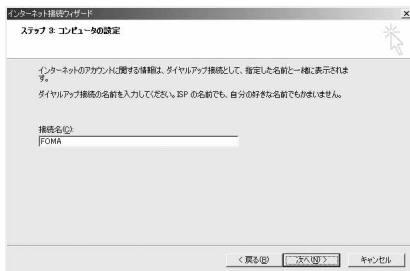 インターネット接続ウィザード
ステップ 3: コンピュータの設定
インターネットのアカウントに関する情報は、ダイヤルアップ接続として、指定した名前と一緒に表示されま
す。
ダイヤルアップ接続の名前を入力してください。ISP の名前でも、自分の好きな名前でもかまいません。
接続名(C):
FOMA
< 戻る(B)
次へ(N) >
キャンセル